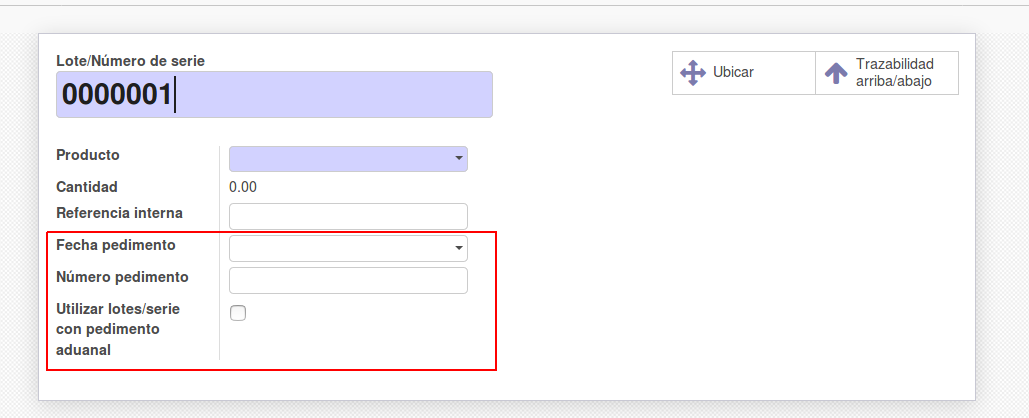 Lote/Número de serie
0000001
Ubicar
Trazabilidad
arriba/abajo
Producto
Cantidad 0.00
Referencia interna
Fecha pedimento
Número pedimento
Utilizar lotes/serie
con pedimento
aduanal